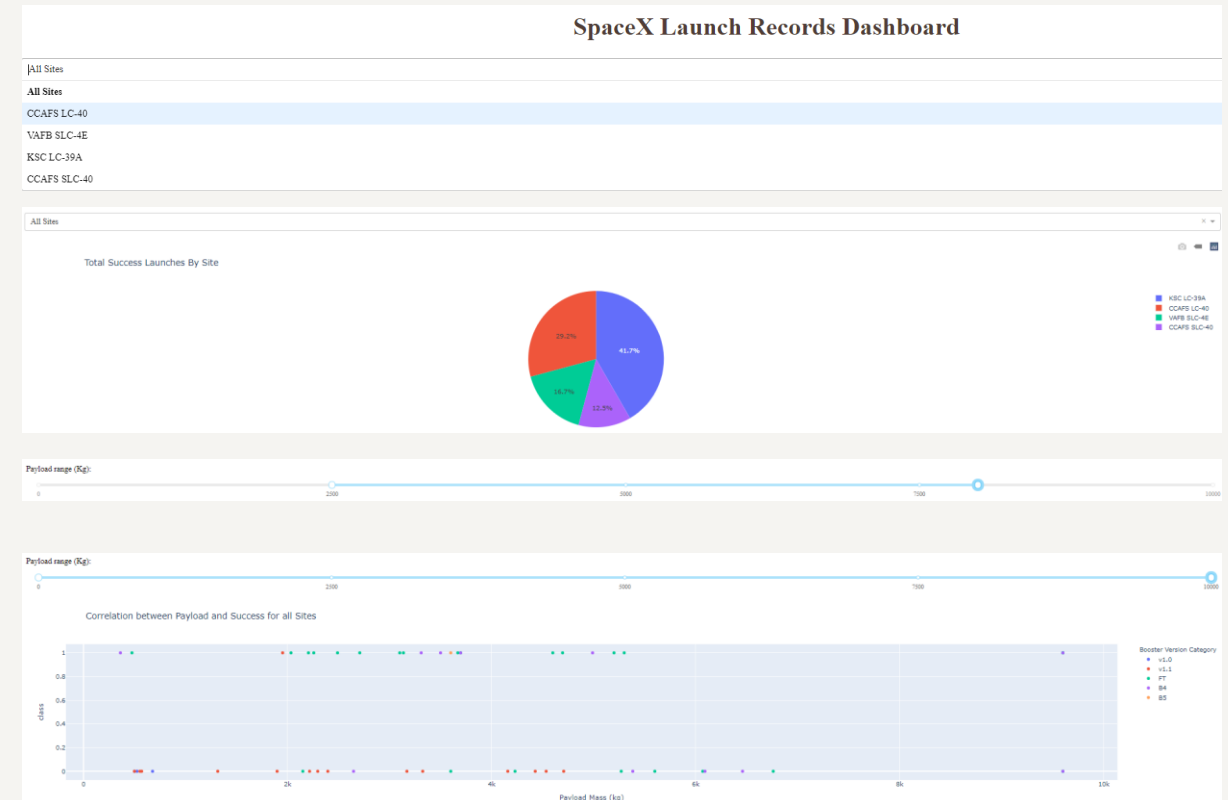 SpaceX Launch Records Dashboard
All Sites
All Sites
CCAFS LC-40
VAFB SLC-4E
KSC LC-39A
CCAFS SLC-40
All Sites
Total Success Launches By Site
KSC LC-39A
CCAFS LC-40
VAFB SLC-4E
CCAFS SLC-40
29.2%
41.7%
16.7%
12.5%
Payload range (Kg):
0 2500 5000 7500 10000
Payload range (Kg):
0 2500 5000 7500 10000
Correlation between Payload and Success for all Sites
Booster Version Category
v1.0
v1.1
FT
B4
B5
1
0.8
0.6
0.4
0.2
0
class
0 2k 4k 6k 8k 10k
Payload Mass (kg)